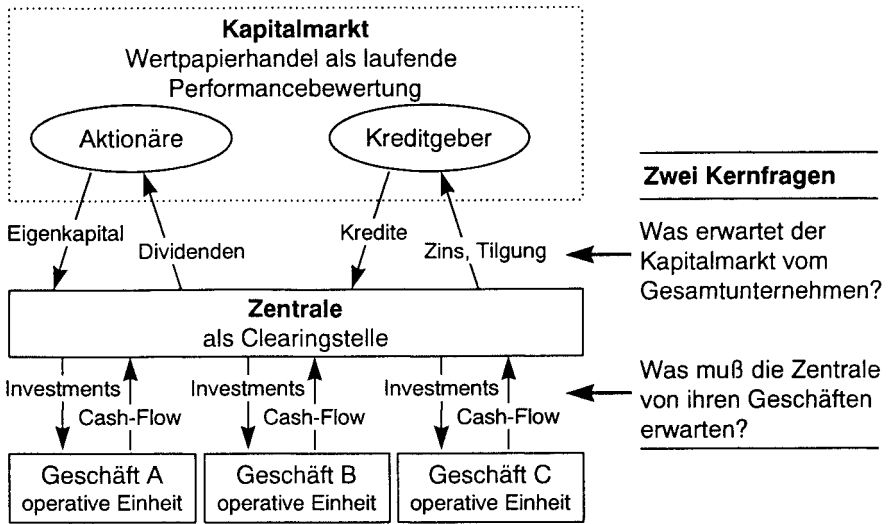 Kapitalmarkt
Wertpapierhandel als laufende
Performancebewertung
Aktionäre
Kreditgeber
Eigenkapital
Dividenden
Kredite
Zins, Tilgung
Zentrale
als Clearingstelle
Investments
Cash-Flow
Investments
Cash-Flow
Investments
Cash-Flow
Geschäft A
operative Einheit
Geschäft B
operative Einheit
Geschäft C
operative Einheit
Zwei Kernfragen
Was erwartet der
Kapitalmarkt vom
Gesamtunternehmen?
Was muß die Zentrale
von ihren Geschäften
erwarten?